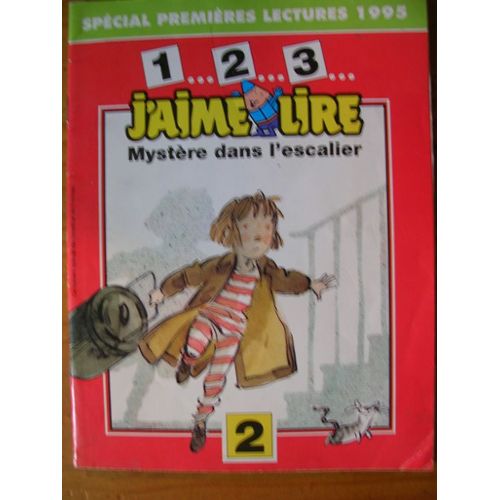 SPÉCIAL PREMIÈRES LECTURES 1995
1...2...3...
J'AIME LIRE
Mystère dans l'escalier
2